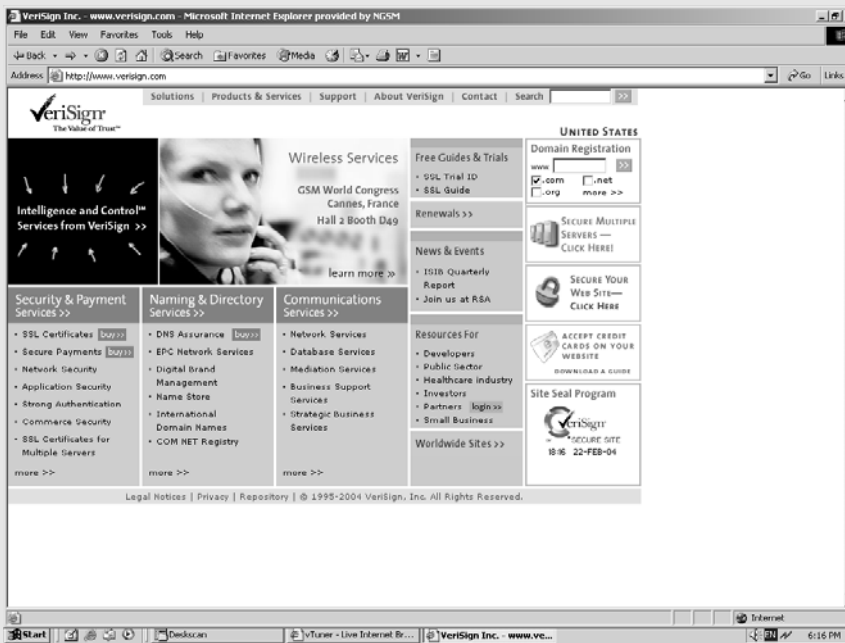 VeriSign Inc. - www.verisign.com - Microsoft Internet Explorer provided by NGSM
File Edit View Favorites Tools Help
Back Search Favorites Media
Address http://www.verisign.com Go Links
Solutions | Products & Services | Support | About VeriSign | Contact | Search >>
VeriSign
The Value of Trust℠
UNITED STATES
Intelligence and Control℠
Services from VeriSign >>
Wireless Services
GSM World Congress
Cannes, France
Hall 2 Booth D49
learn more >>
Free Guides & Trials
• SSL Trial ID
• SSL Guide
Renewals >>
News & Events
• ISIB Quarterly
Report
• Join us at RSA
Domain Registration
www >>
.com .net
.org more >>
SECURE MULTIPLE
SERVERS —
CLICK HERE!
SECURE YOUR
WEB SITE—
CLICK HERE
Security & Payment
Services >>
• SSL Certificates buy>>
• Secure Payments buy>>
• Network Security
• Application Security
• Strong Authentication
• Commerce Security
• SSL Certificates for
Multiple Servers
more >>
Naming & Directory
Services >>
• DNS Assurance buy>>
• EPC Network Services
• Digital Brand
Management
• Name Store
• International
Domain Names
• COM NET Registry
more >>
Communications
Services >>
• Network Services
• Database Services
• Mediation Services
• Business Support
Services
• Strategic Business
Services
more >>
Resources For
• Developers
• Public Sector
• Healthcare industry
• Investors
• Partners login >>
• Small Business
Worldwide Sites >>
ACCEPT CREDIT
CARDS ON YOUR
WEBSITE
DOWNLOAD A GUIDE
Site Seal Program
VeriSign
SECURE SITE
18:16 22-FEB-04
Legal Notices | Privacy | Repository | © 1995-2004 VeriSign, Inc. All Rights Reserved.
Internet
Start Deskscan vTuner - Live Internet Br... VeriSign Inc. - www.ve... EN 6:16 PM